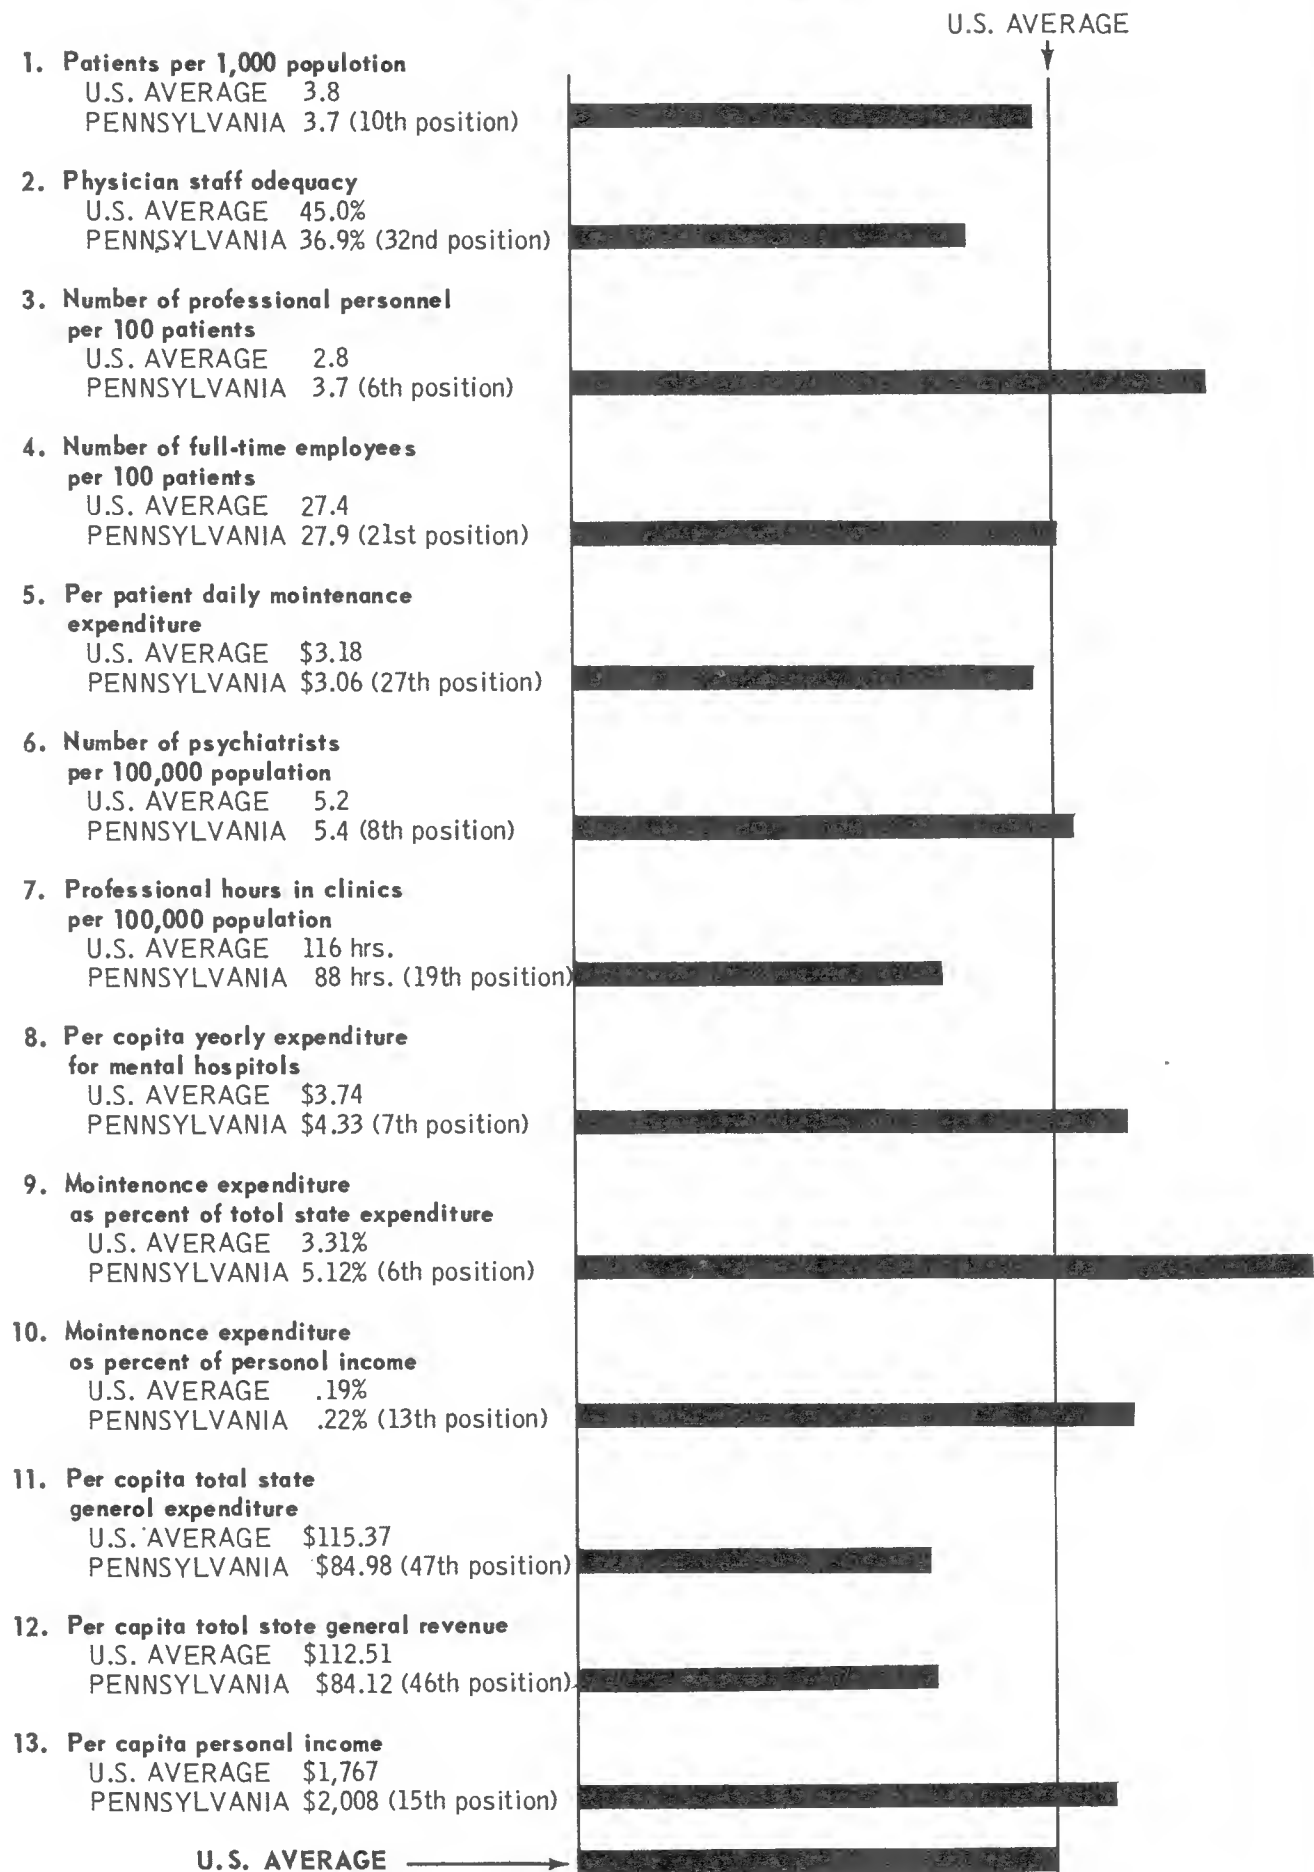 U.S. AVERAGE
1. Patients per 1,000 populotion
U.S. AVERAGE 3.8
PENNSYLVANIA 3.7 (10th position)
2. Physician staff odequacy
U.S. AVERAGE 45.0%
PENNSYLVANIA 36.9% (32nd position)
3. Number of professional personnel
per 100 patients
U.S. AVERAGE 2.8
PENNSYLVANIA 3.7 (6th position)
4. Number of full-time employees
per 100 patients
U.S. AVERAGE 27.4
PENNSYLVANIA 27.9 (21st position)
5. Per patient daily mointenance
expenditure
U.S. AVERAGE $3.18
PENNSYLVANIA $3.06 (27th position)
6. Number of psychiatrists
per 100,000 population
U.S. AVERAGE 5.2
PENNSYLVANIA 5.4 (8th position)
7. Professional hours in clinics
per 100,000 population
U.S. AVERAGE 116 hrs.
PENNSYLVANIA 88 hrs. (19th position)
8. Per copita yeorly expenditure
for mental hospitols
U.S. AVERAGE $3.74
PENNSYLVANIA $4.33 (7th position)
9. Mointenonce expenditure
as percent of totol state expenditure
U.S. AVERAGE 3.31%
PENNSYLVANIA 5.12% (6th position)
10. Mointenonce expenditure
os percent of personol income
U.S. AVERAGE .19%
PENNSYLVANIA .22% (13th position)
11. Per copita total state
generol expenditure
U.S. AVERAGE $115.37
PENNSYLVANIA $84.98 (47th position)
12. Per capita totol stote general revenue
U.S. AVERAGE $112.51
PENNSYLVANIA $84.12 (46th position)
13. Per capita personal income
U.S. AVERAGE $1,767
PENNSYLVANIA $2,008 (15th position)
U.S. AVERAGE